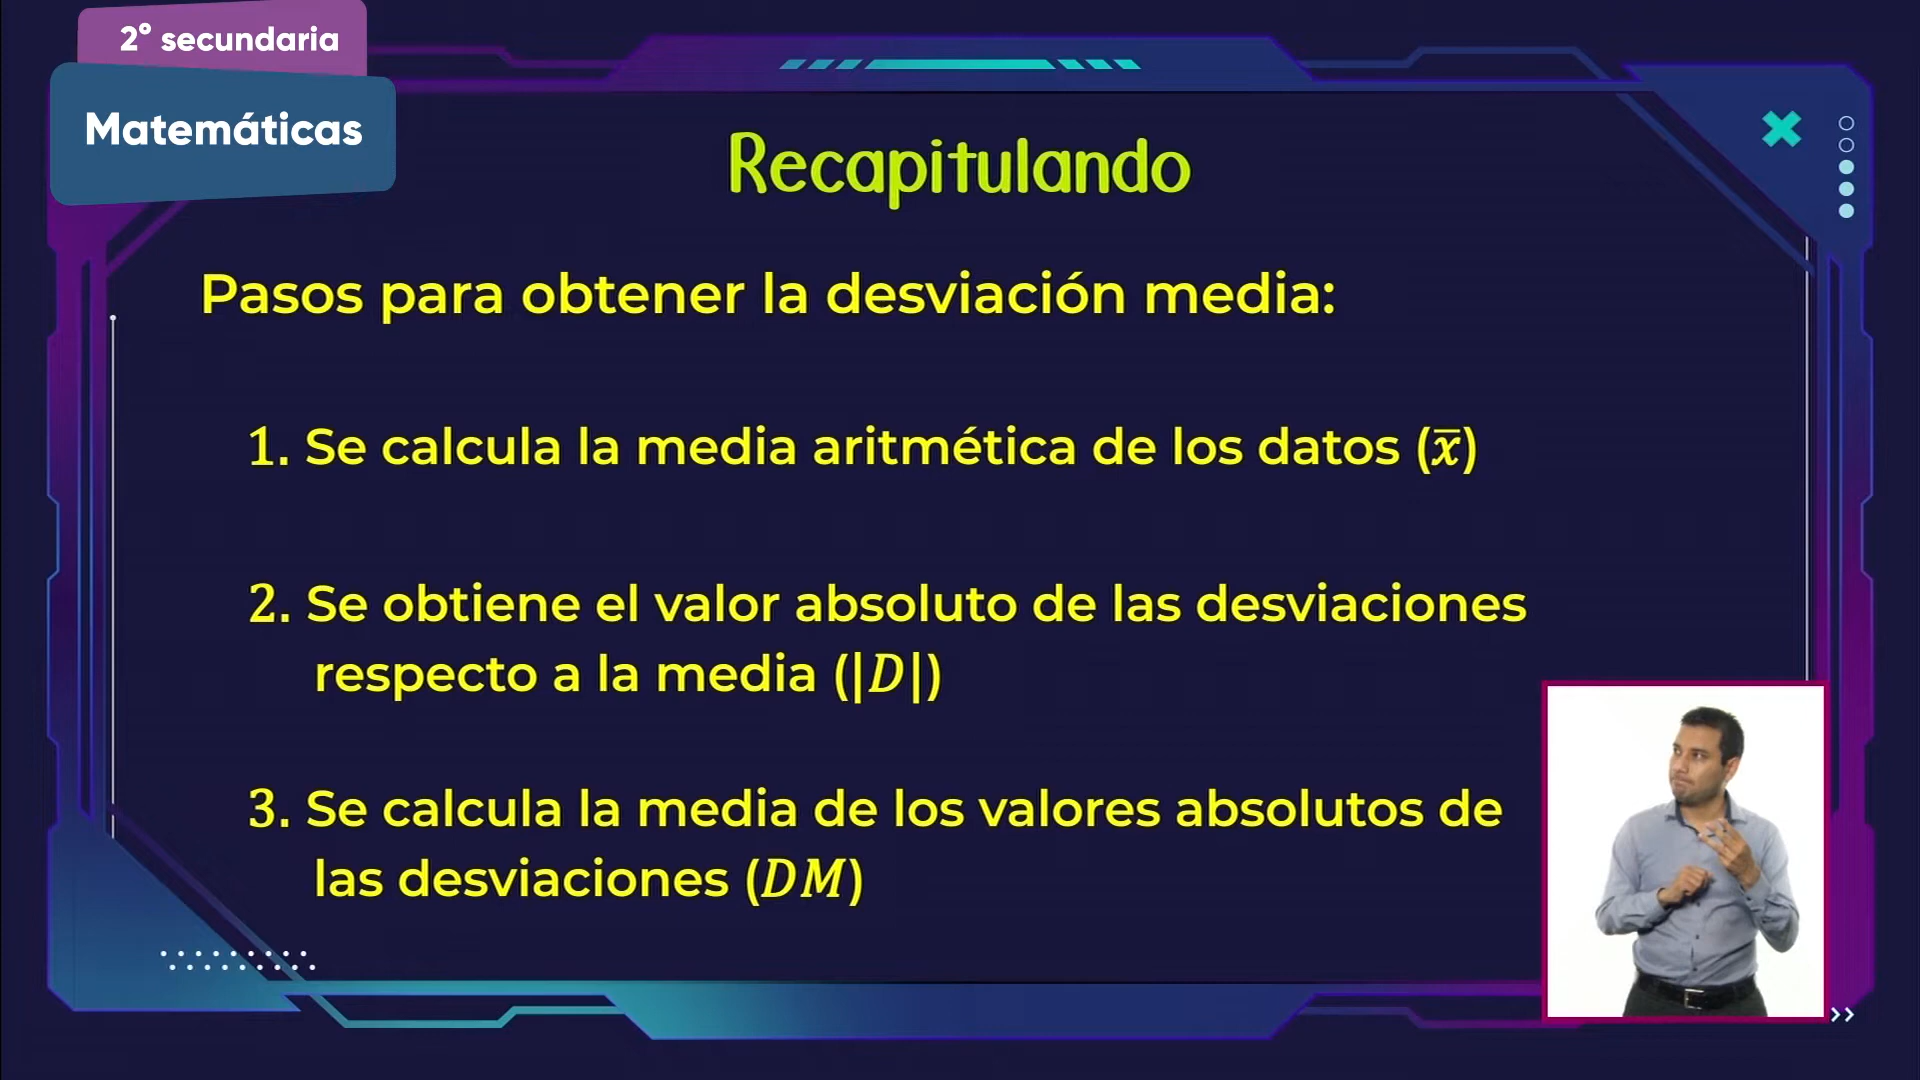 2° secundaria
Matemáticas
Recapitulando
Pasos para obtener la desviación media:
1. Se calcula la media aritmética de los datos (x̅)
2. Se obtiene el valor absoluto de las desviaciones
respecto a la media (|D|)
3. Se calcula la media de los valores absolutos de
las desviaciones (DM)